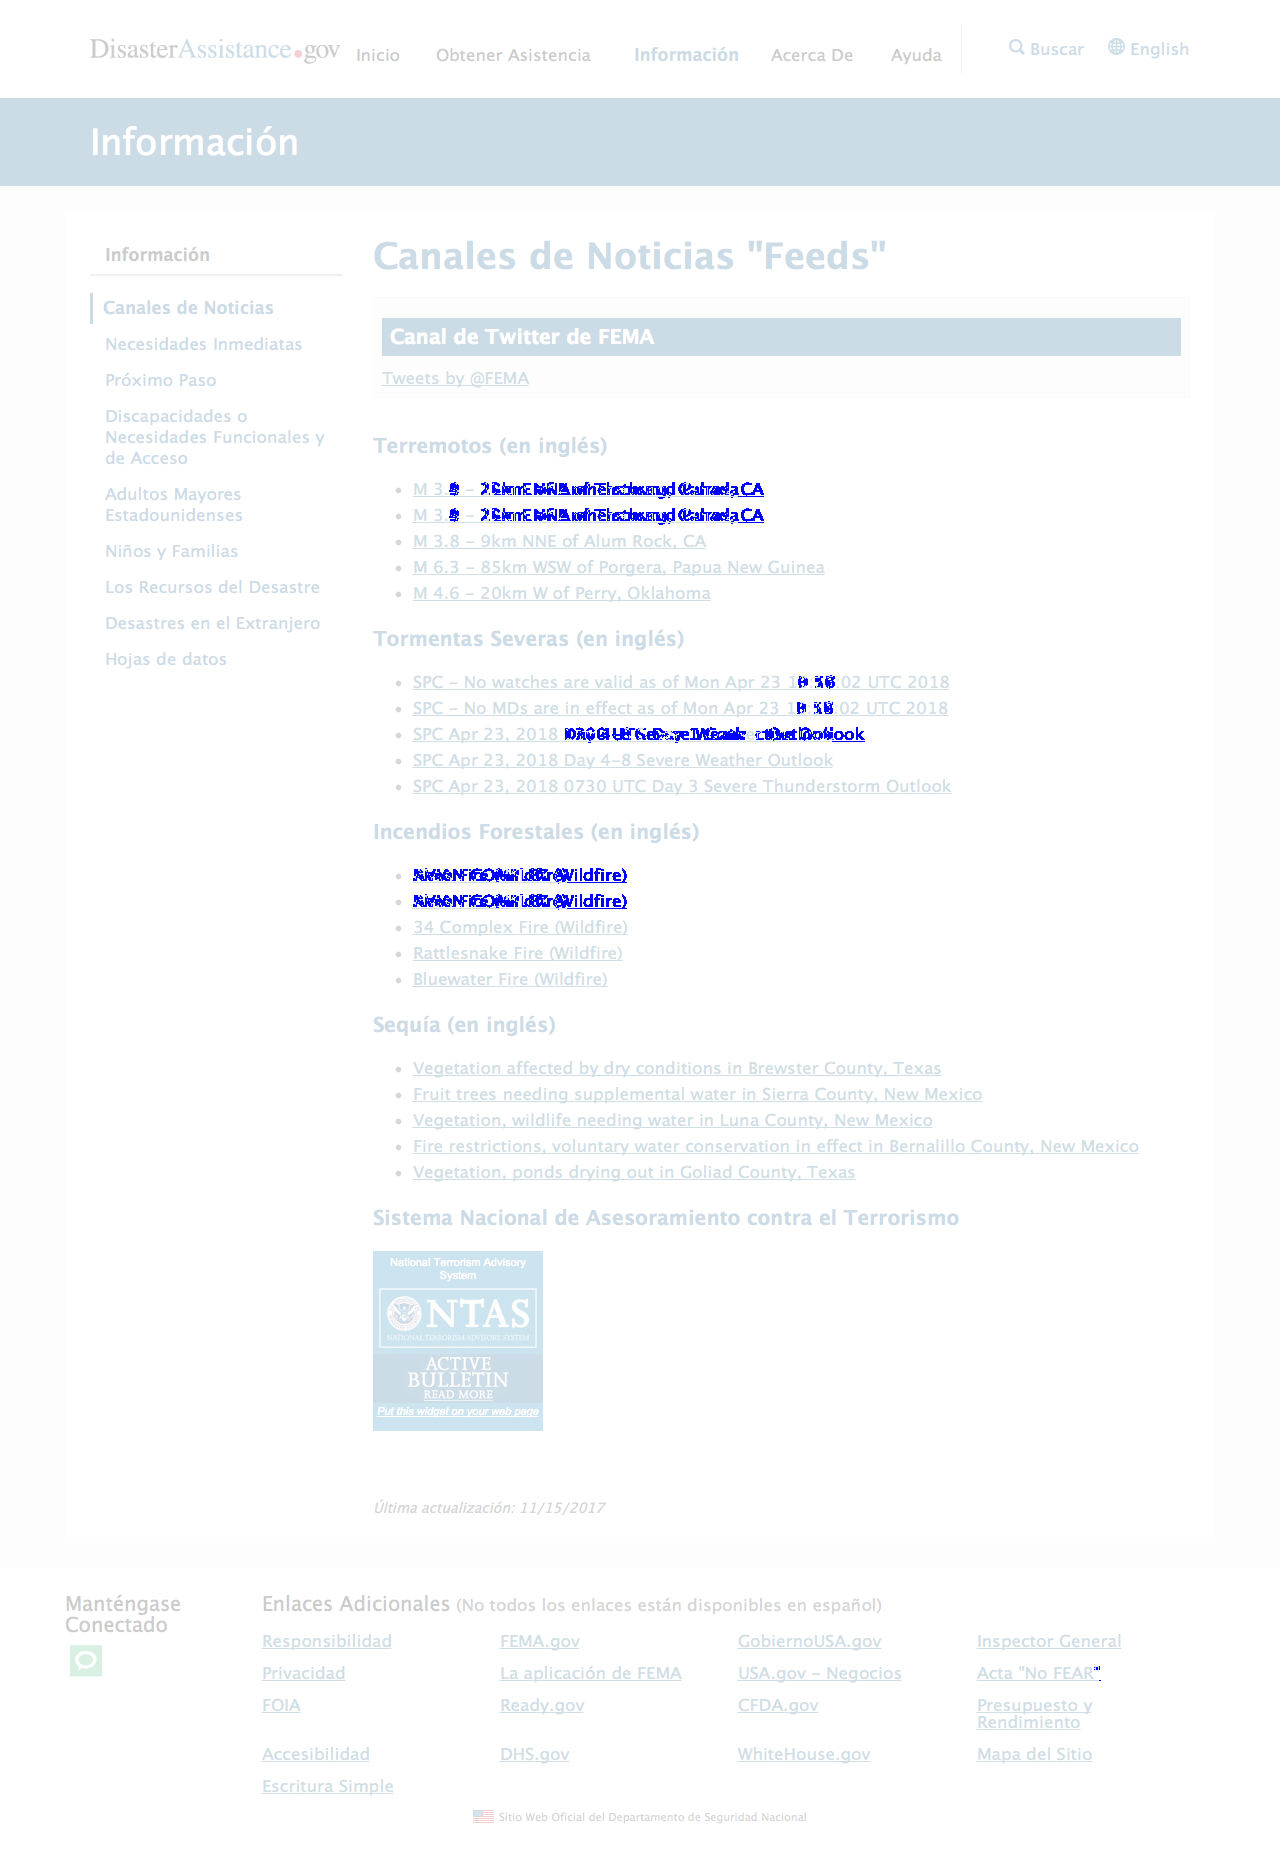 DisasterAssistance.gov Inicio Obtener Asistencia Información Acerca De Ayuda Buscar English
Información
Información
Canales de Noticias
Necesidades Inmediatas
Próximo Paso
Discapacidades o
Necesidades Funcionales y
de Acceso
Adultos Mayores
Estadounidenses
Niños y Familias
Los Recursos del Desastre
Desastres en el Extranjero
Hojas de datos
Canales de Noticias "Feeds"
Canal de Twitter de FEMA
Tweets by @FEMA
Terremotos (en inglés)
M 3. – CA
M 3. – CA
M 3.8 – 9km NNE of Alum Rock, CA
M 6.3 – 85km WSW of Porgera, Papua New Guinea
M 4.6 – 20km W of Perry, Oklahoma
Tormentas Severas (en inglés)
SPC – No watches are valid as of Mon Apr 23 02 UTC 2018
SPC – No MDs are in effect as of Mon Apr 23 02 UTC 2018
SPC Apr 23, 2018
SPC Apr 23, 2018 Day 4–8 Severe Weather Outlook
SPC Apr 23, 2018 0730 UTC Day 3 Severe Thunderstorm Outlook
Incendios Forestales (en inglés)
(Wildfire)
(Wildfire)
34 Complex Fire (Wildfire)
Rattlesnake Fire (Wildfire)
Bluewater Fire (Wildfire)
Sequía (en inglés)
Vegetation affected by dry conditions in Brewster County, Texas
Fruit trees needing supplemental water in Sierra County, New Mexico
Vegetation, wildlife needing water in Luna County, New Mexico
Fire restrictions, voluntary water conservation in effect in Bernalillo County, New Mexico
Vegetation, ponds drying out in Goliad County, Texas
Sistema Nacional de Asesoramiento contra el Terrorismo
National Terrorism Advisory
System
NTAS
NATIONAL TERRORISM ADVISORY SYSTEM
ACTIVE
BULLETIN
READ MORE
Put this widget on your web page
Última actualización: 11/15/2017
Manténgase
Conectado
Enlaces Adicionales (No todos los enlaces están disponibles en español)
Responsibilidad FEMA.gov GobiernoUSA.gov Inspector General
Privacidad La aplicación de FEMA USA.gov – Negocios Acta "No FEAR"
FOIA Ready.gov CFDA.gov Presupuesto y
Rendimiento
Accesibilidad DHS.gov WhiteHouse.gov Mapa del Sitio
Escritura Simple
Sitio Web Oficial del Departamento de Seguridad Nacional